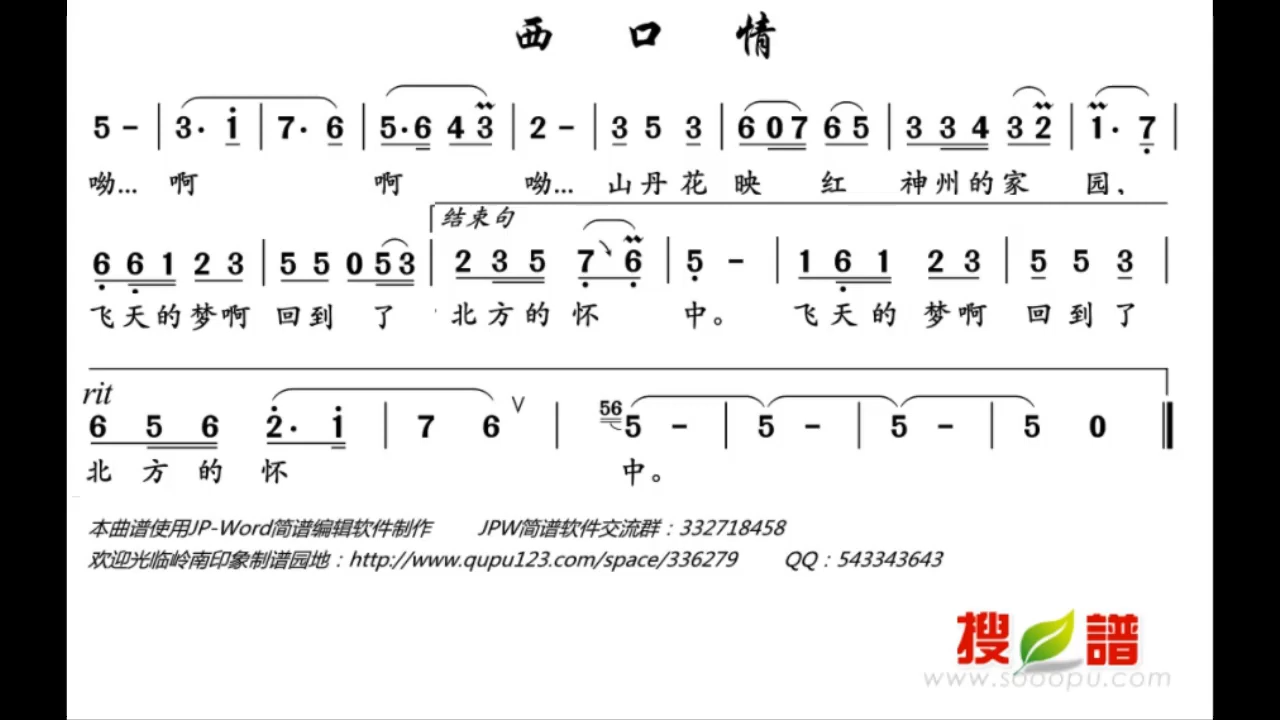 西口情
5 – | 3· i | 7· 6 | 5·6 4 3 | 2 – | 3 5 3 | 6 0 7 6 5 | 3 3 4 3 2 | 1· 7 |
呦... 啊 啊 呦... 山丹花映红 神州的家 园、
结束句
6 6 1 2 3 | 5 5 0 5 3 | 2 3 5 7 6 | 5 – | 1 6 1 2 3 | 5 5 3 |
飞天的梦啊 回到 了 北方的怀 中。 飞天的梦啊 回到了
rit
6 5 6 2· i | 7 6 ∨ | 56 5 – | 5 – | 5 – | 5 0 ‖
北方的怀 中。
本曲谱使用JP-Word简谱编辑软件制作 JPW简谱软件交流群：332718458
欢迎光临岭南印象制谱园地：http://www.qupu123.com/space/336279 QQ：543343643
搜 譜
www.sooopu.com